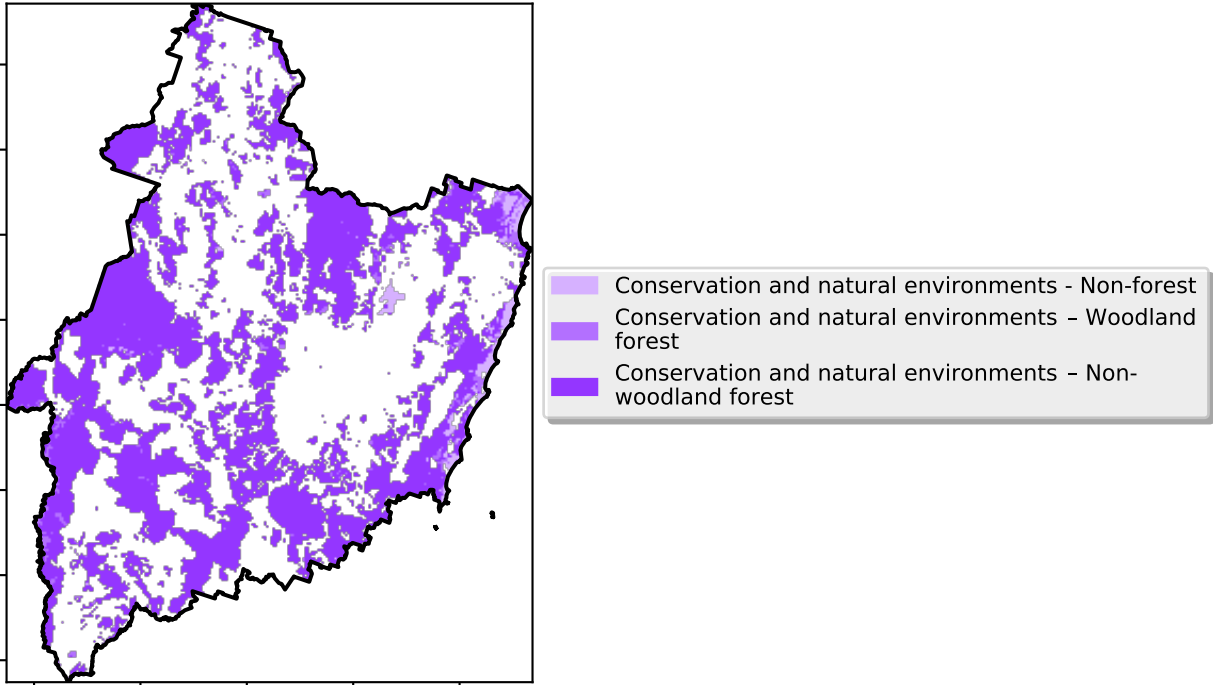 Conservation and natural environments - Non-forest
Conservation and natural environments – Woodland
forest
Conservation and natural environments – Non-
woodland forest